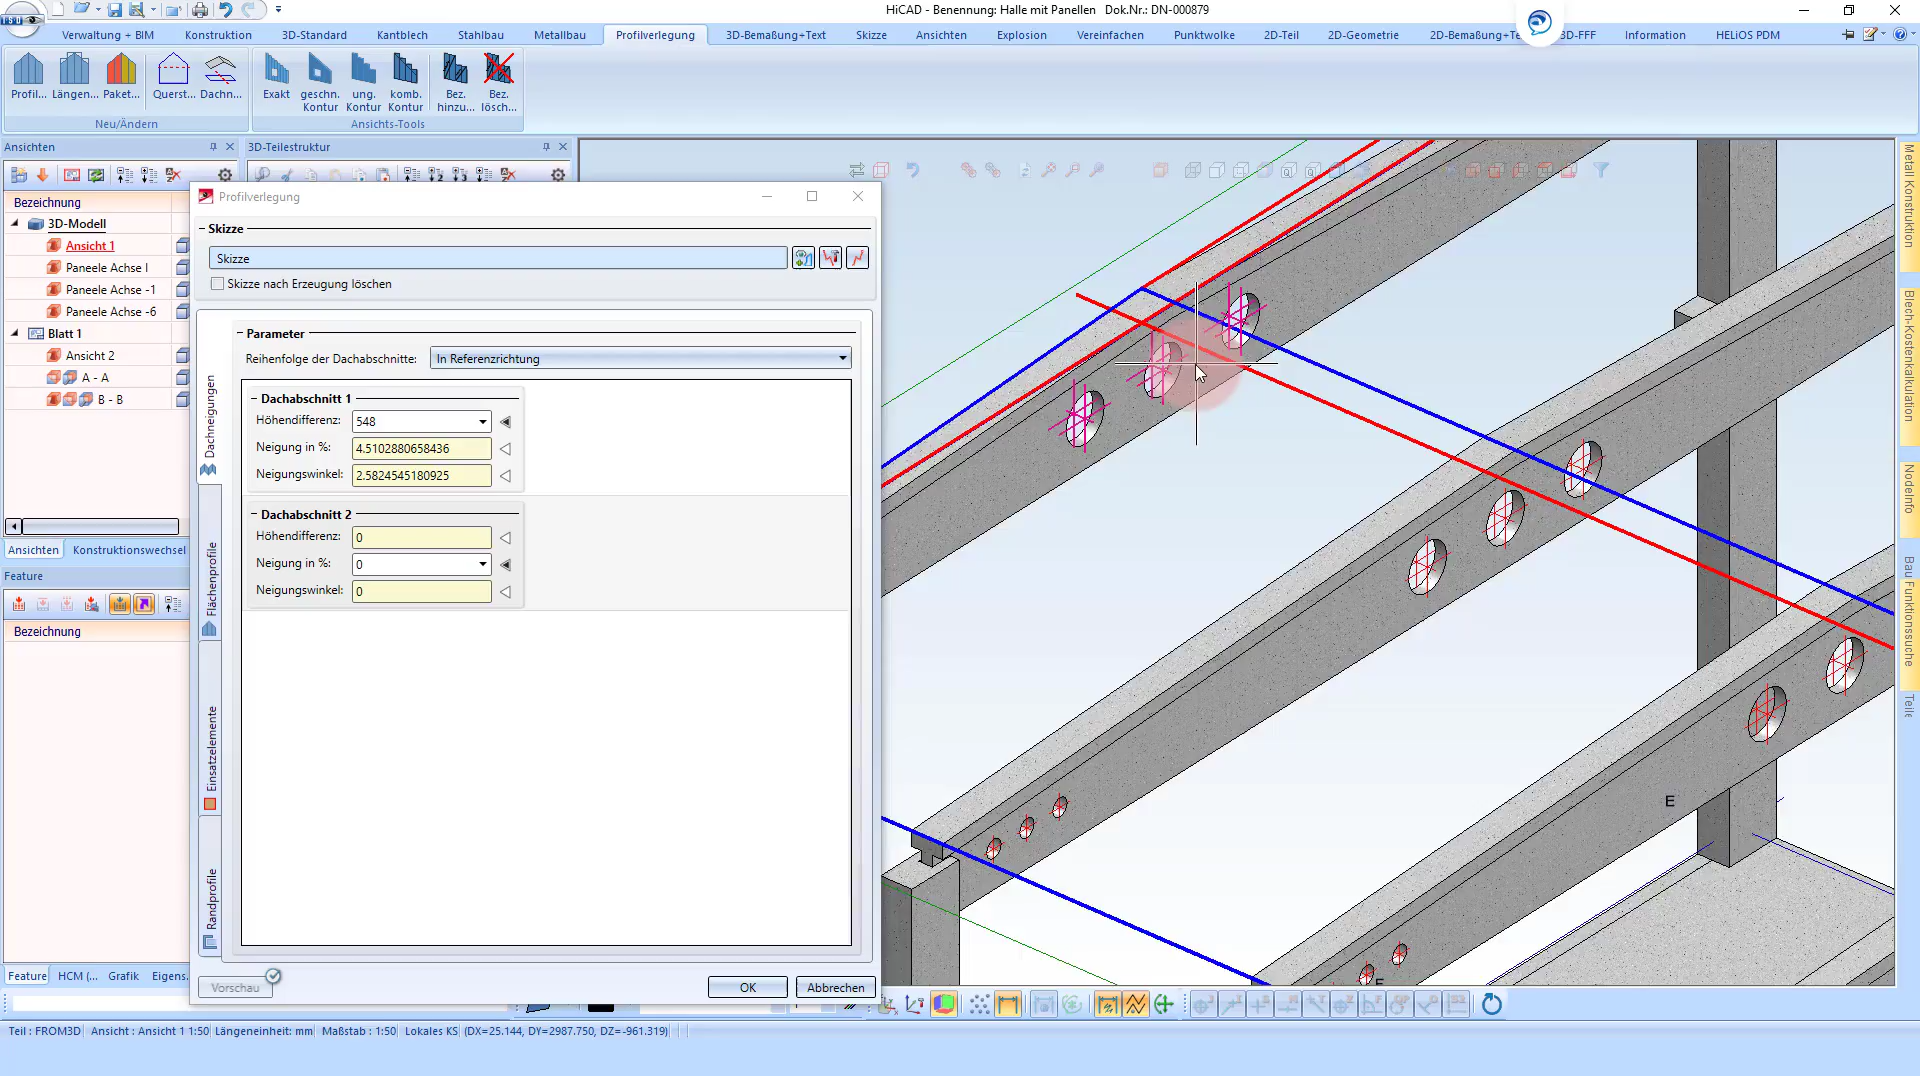 HiCAD - Benennung: Halle mit Panellen   Dok.Nr.: DN-000879
ISD
Verwaltung + BIM   Konstruktion   3D-Standard   Kantblech   Stahlbau   Metallbau   Profilverlegung   3D-Bemaßung+Text   Skizze   Ansichten   Explosion   Vereinfachen   Punktwolke   2D-Teil   2D-Geometrie   2D-Bemaßung+Te   3D-FFF   Information   HELiOS PDM
Profil...   Längen...   Paket...   Querst...   Dachn...   Exakt   geschn. Kontur   ung. Kontur   komb. Kontur   Bez. hinzu...   Bez. lösch...
Neu/Ändern   Ansichts-Tools
Ansichten   3D-Teilestruktur
Bezeichnung
3D-Modell
Ansicht 1
Paneele Achse I
Paneele Achse -1
Paneele Achse -6
Blatt 1
Ansicht 2
A - A
B - B
Ansichten   Konstruktionswechsel
Feature
Bezeichnung
Feature   HCM (...   Grafik   Eigens...
Profilverlegung
Skizze
Skizze
Skizze nach Erzeugung löschen
Dachneigungen
Flächenprofile
Einsatzelemente
Randprofile
Parameter
Reihenfolge der Dachabschnitte:   In Referenzrichtung
Dachabschnitt 1
Höhendifferenz:   548
Neigung in %:   4.5102880658436
Neigungswinkel:   2.5824545180925
Dachabschnitt 2
Höhendifferenz:   0
Neigung in %:   0
Neigungswinkel:   0
Vorschau   OK   Abbrechen
E
Metall Konstruktion
Blech-Kostenkalkulation
NodeInfo
Bau Funktionssuche
Teile
Teil : FROM3D   Ansicht : Ansicht 1 1:50   Längeneinheit: mm   Maßstab : 1:50   Lokales KS   (DX=25.144, DY=2987.750, DZ=-961.319)